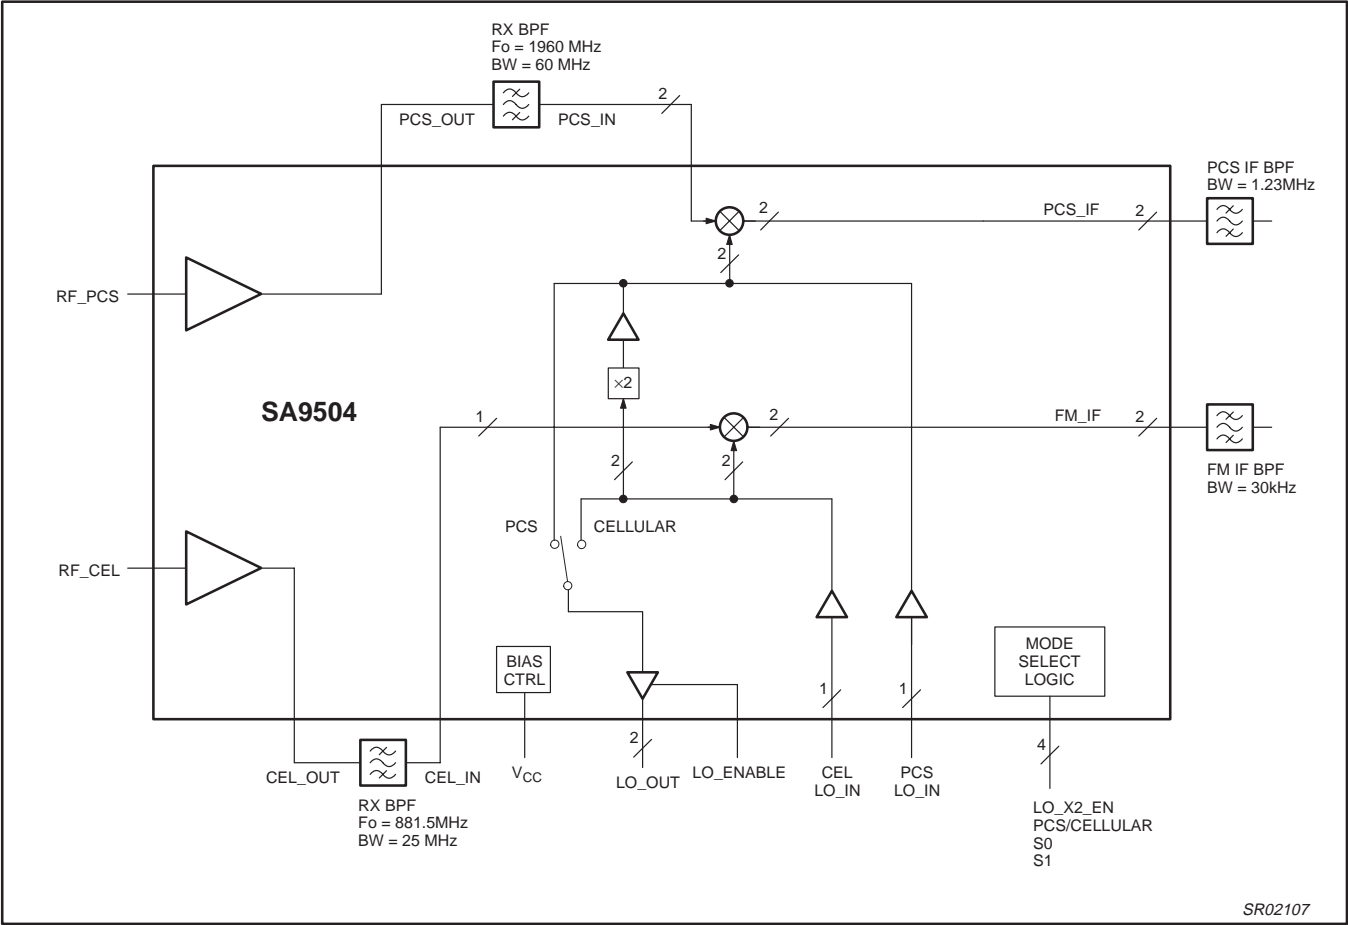 RX BPF
Fo = 1960 MHz
BW = 60 MHz
2
PCS_OUT
PCS_IN
PCS IF BPF
BW = 1.23MHz
2
PCS_IF
2
2
RF_PCS
×2
SA9504
1
2
FM_IF
2
2
2
FM IF BPF
BW = 30kHz
PCS
CELLULAR
RF_CEL
BIAS
CTRL
MODE
SELECT
LOGIC
1
1
2
4
CEL_OUT
CEL_IN
VCC
LO_OUT
LO_ENABLE
CEL
LO_IN
PCS
LO_IN
RX BPF
Fo = 881.5MHz
BW = 25 MHz
LO_X2_EN
PCS/CELLULAR
S0
S1
SR02107